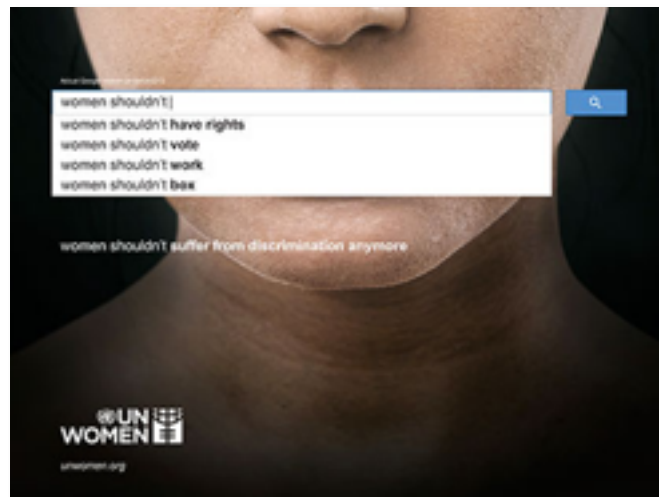 women shouldn't
women shouldn't have rights
women shouldn't vote
women shouldn't work
women shouldn't box
women shouldn't suffer from discrimination anymore
UN
WOMEN
unwomen.org